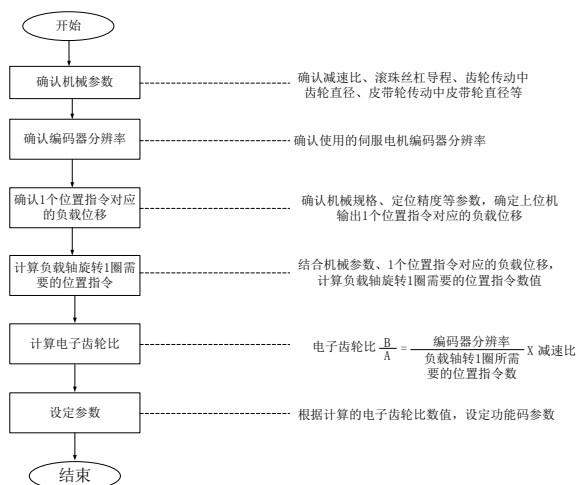 开始
确认机械参数
确认减速比、滚珠丝杠导程、齿轮传动中
齿轮直径、皮带轮传动中皮带轮直径等
确认编码器分辨率
确认使用的伺服电机编码器分辨率
确认1个位置指令对应
的负载位移
确认机械规格、定位精度等参数，确定上位机
输出1个位置指令对应的负载位移
计算负载轴旋转1圈需
要的位置指令
结合机械参数、1个位置指令对应的负载位移，
计算负载轴旋转1圈需要的位置指令数值
计算电子齿轮比
电子齿轮比 B/A = 编码器分辨率
负载轴转1圈所需
要的位置指令数
X 减速比
设定参数
根据计算的电子齿轮比数值，设定功能码参数
结束